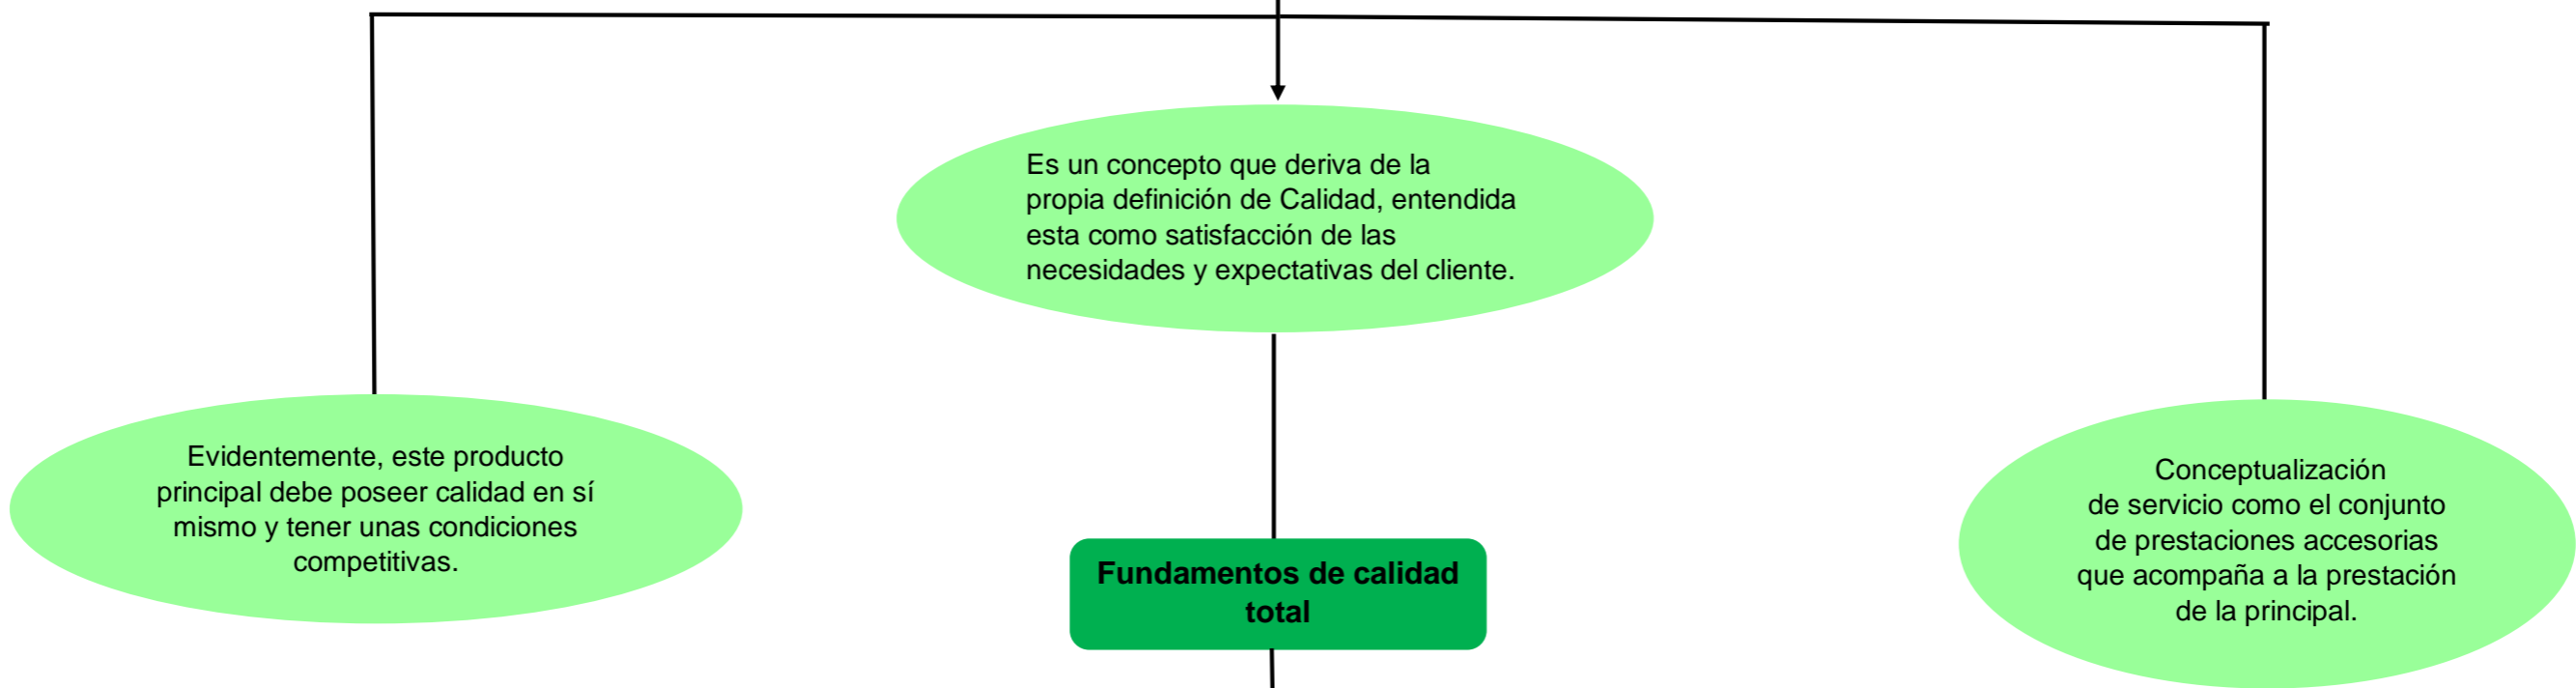 Es un concepto que deriva de la
propia definición de Calidad, entendida
esta como satisfacción de las
necesidades y expectativas del cliente.
Evidentemente, este producto
principal debe poseer calidad en sí
mismo y tener unas condiciones
competitivas.
Conceptualización
de servicio como el conjunto
de prestaciones accesorias
que acompaña a la prestación
de la principal.
Fundamentos de calidad
total